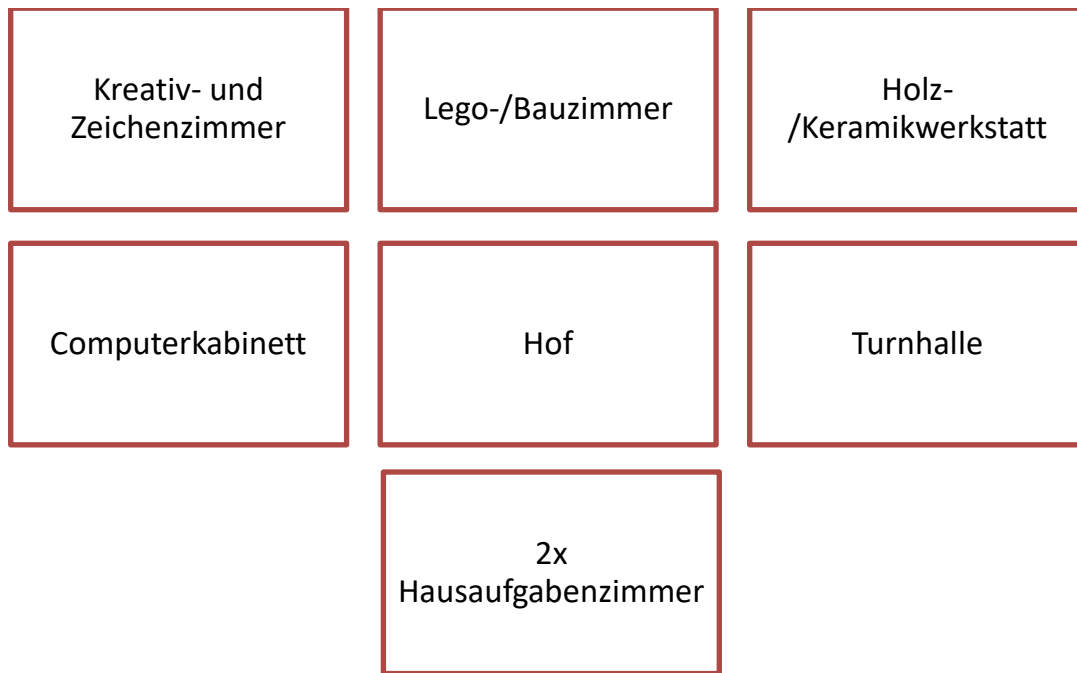 Kreativ- und
Zeichenzimmer
Lego-/Bauzimmer
Holz-
/Keramikwerkstatt
Computerkabinett
Hof
Turnhalle
2x
Hausaufgabenzimmer